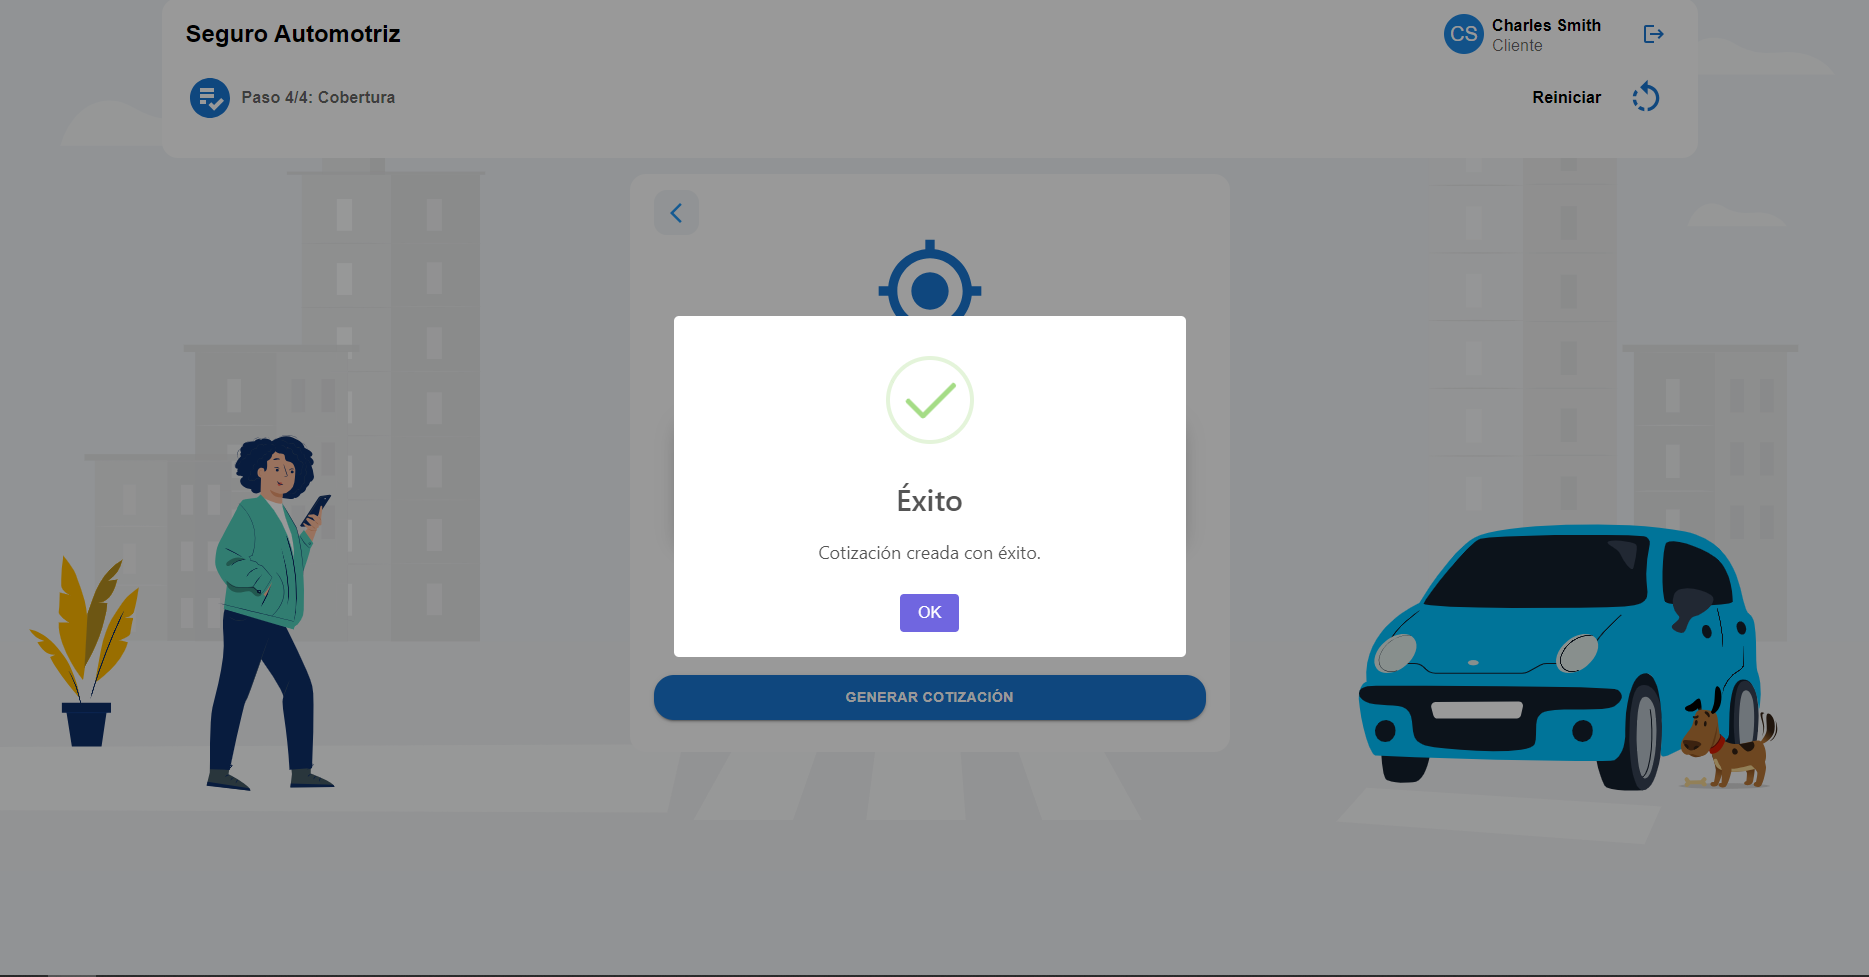 Seguro Automotriz
CS
Charles Smith
Cliente
Paso 4/4: Cobertura
Reiniciar
Éxito
Cotización creada con éxito.
OK
GENERAR COTIZACIÓN